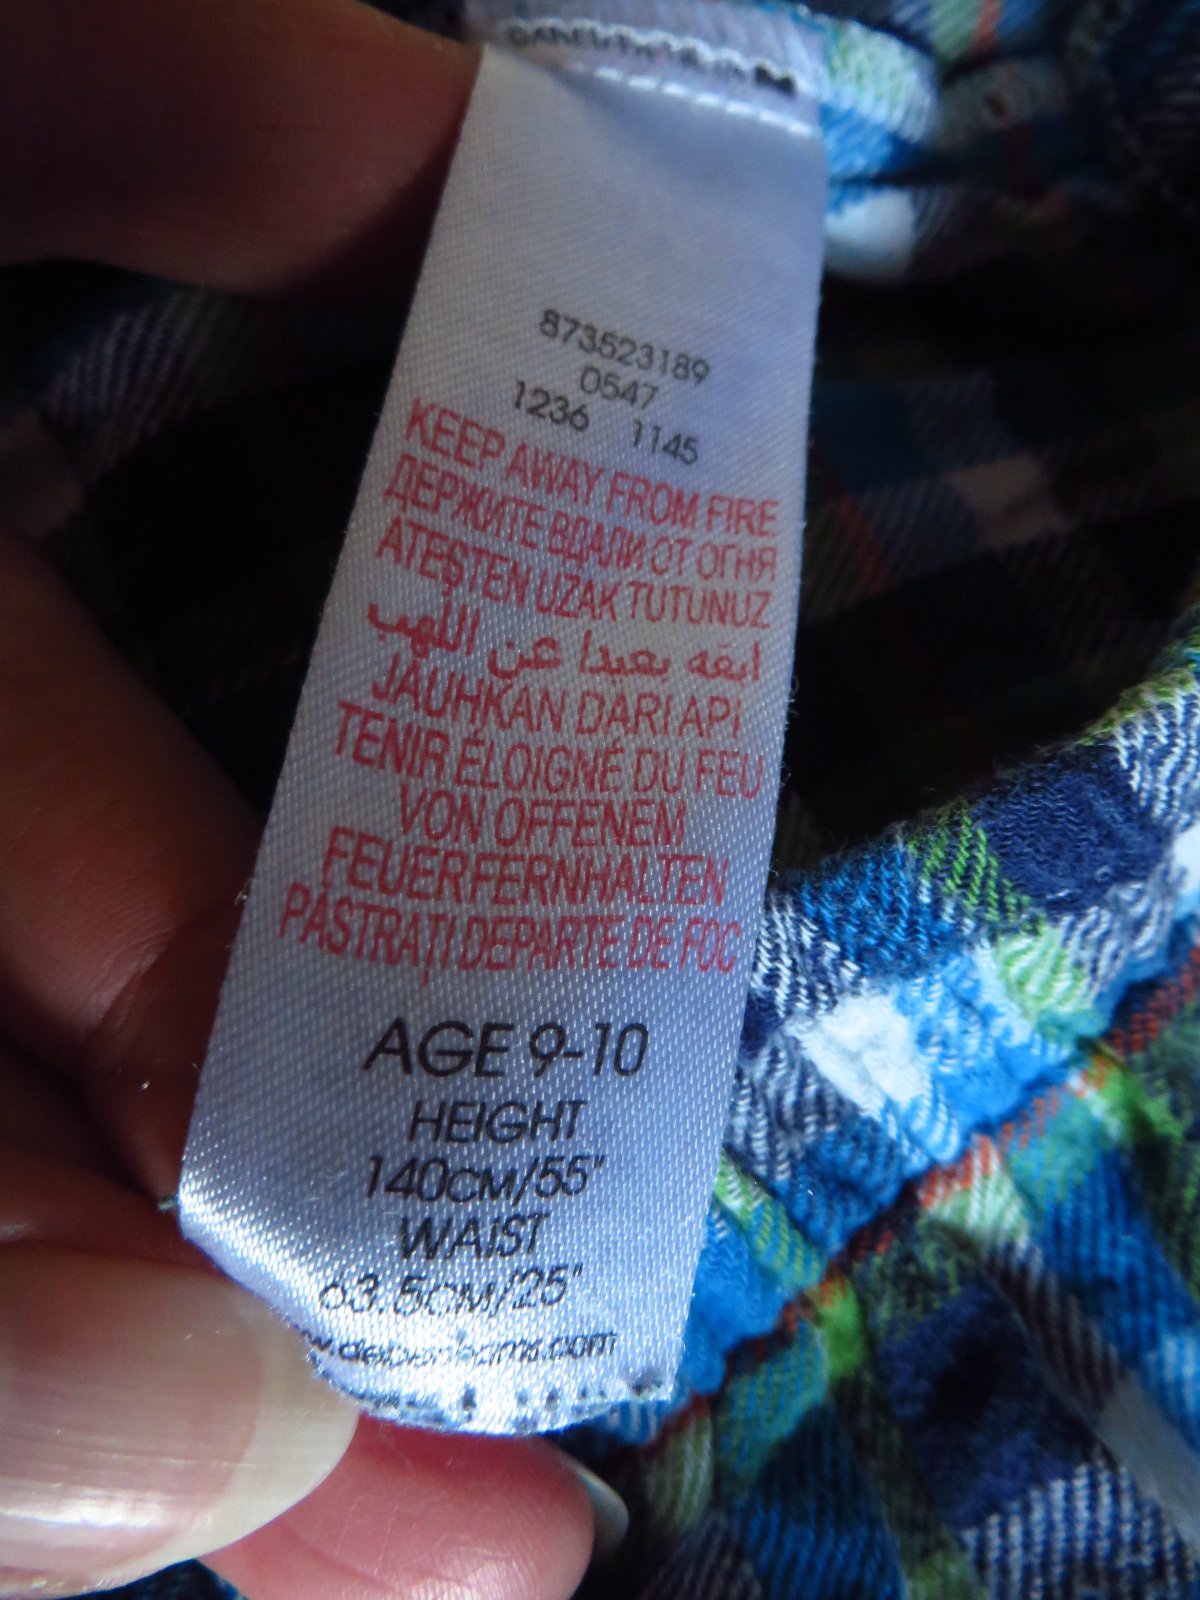 873523189
0547
1236 1145
KEEP AWAY FROM FIRE
ДЕРЖИТЕ ВДАЛИ ОТ ОГНЯ
ATEŞTEN UZAK TUTUNUZ
ابقه بعيدا عن اللهب
JAUHKAN DARI API
TENIR ÉLOIGNÉ DU FEU
VON OFFENEM
FEUER FERNHALTEN
PĂSTRAȚI DEPARTE DE FOC
AGE 9-10
HEIGHT
140CM/55"
WAIST
63.5CM/25"